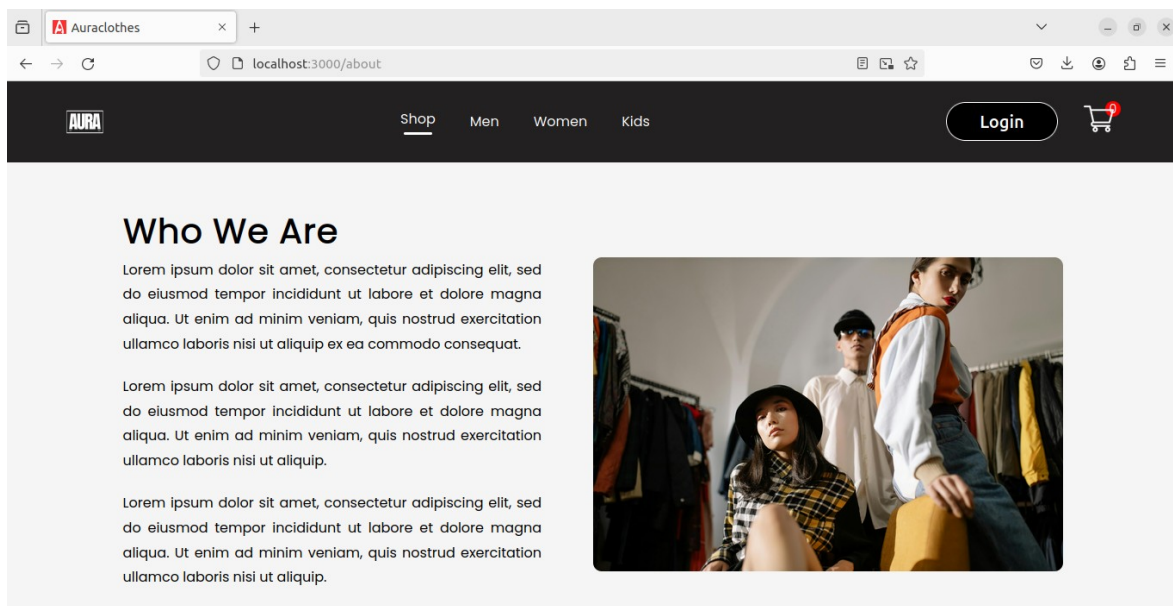 Auraclothes
localhost:3000/about
AURA
Shop Men Women Kids
Login
0
Who We Are
Lorem ipsum dolor sit amet, consectetur adipiscing elit, sed
do eiusmod tempor incididunt ut labore et dolore magna
aliqua. Ut enim ad minim veniam, quis nostrud exercitation
ullamco laboris nisi ut aliquip ex ea commodo consequat.
Lorem ipsum dolor sit amet, consectetur adipiscing elit, sed
do eiusmod tempor incididunt ut labore et dolore magna
aliqua. Ut enim ad minim veniam, quis nostrud exercitation
ullamco laboris nisi ut aliquip.
Lorem ipsum dolor sit amet, consectetur adipiscing elit, sed
do eiusmod tempor incididunt ut labore et dolore magna
aliqua. Ut enim ad minim veniam, quis nostrud exercitation
ullamco laboris nisi ut aliquip.